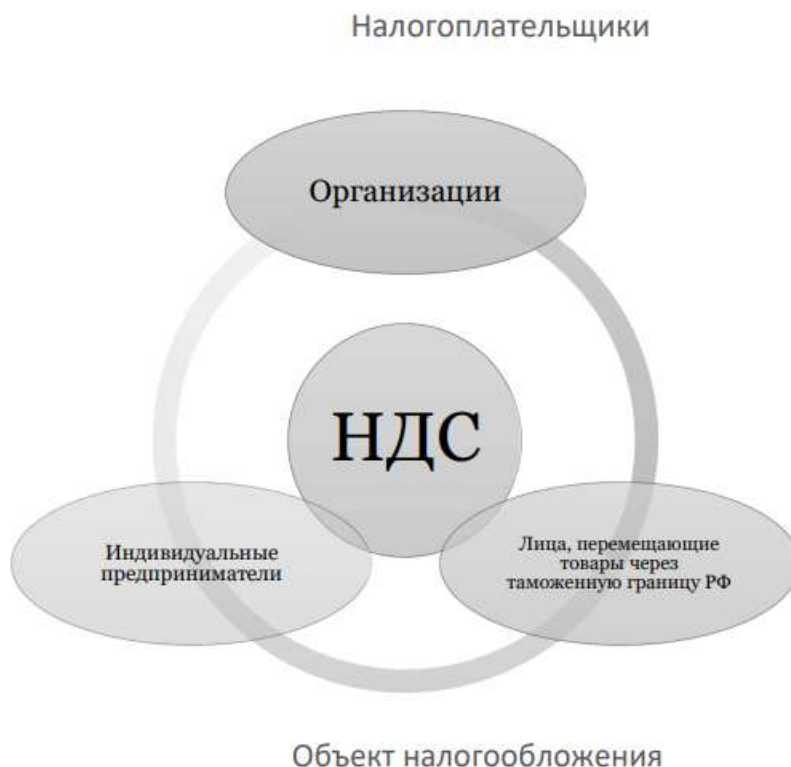 Налогоплательщики
Организации
НДС
Индивидуальные
предприниматели
Лица, перемещающие
товары через
таможенную границу РФ
Объект налогообложения